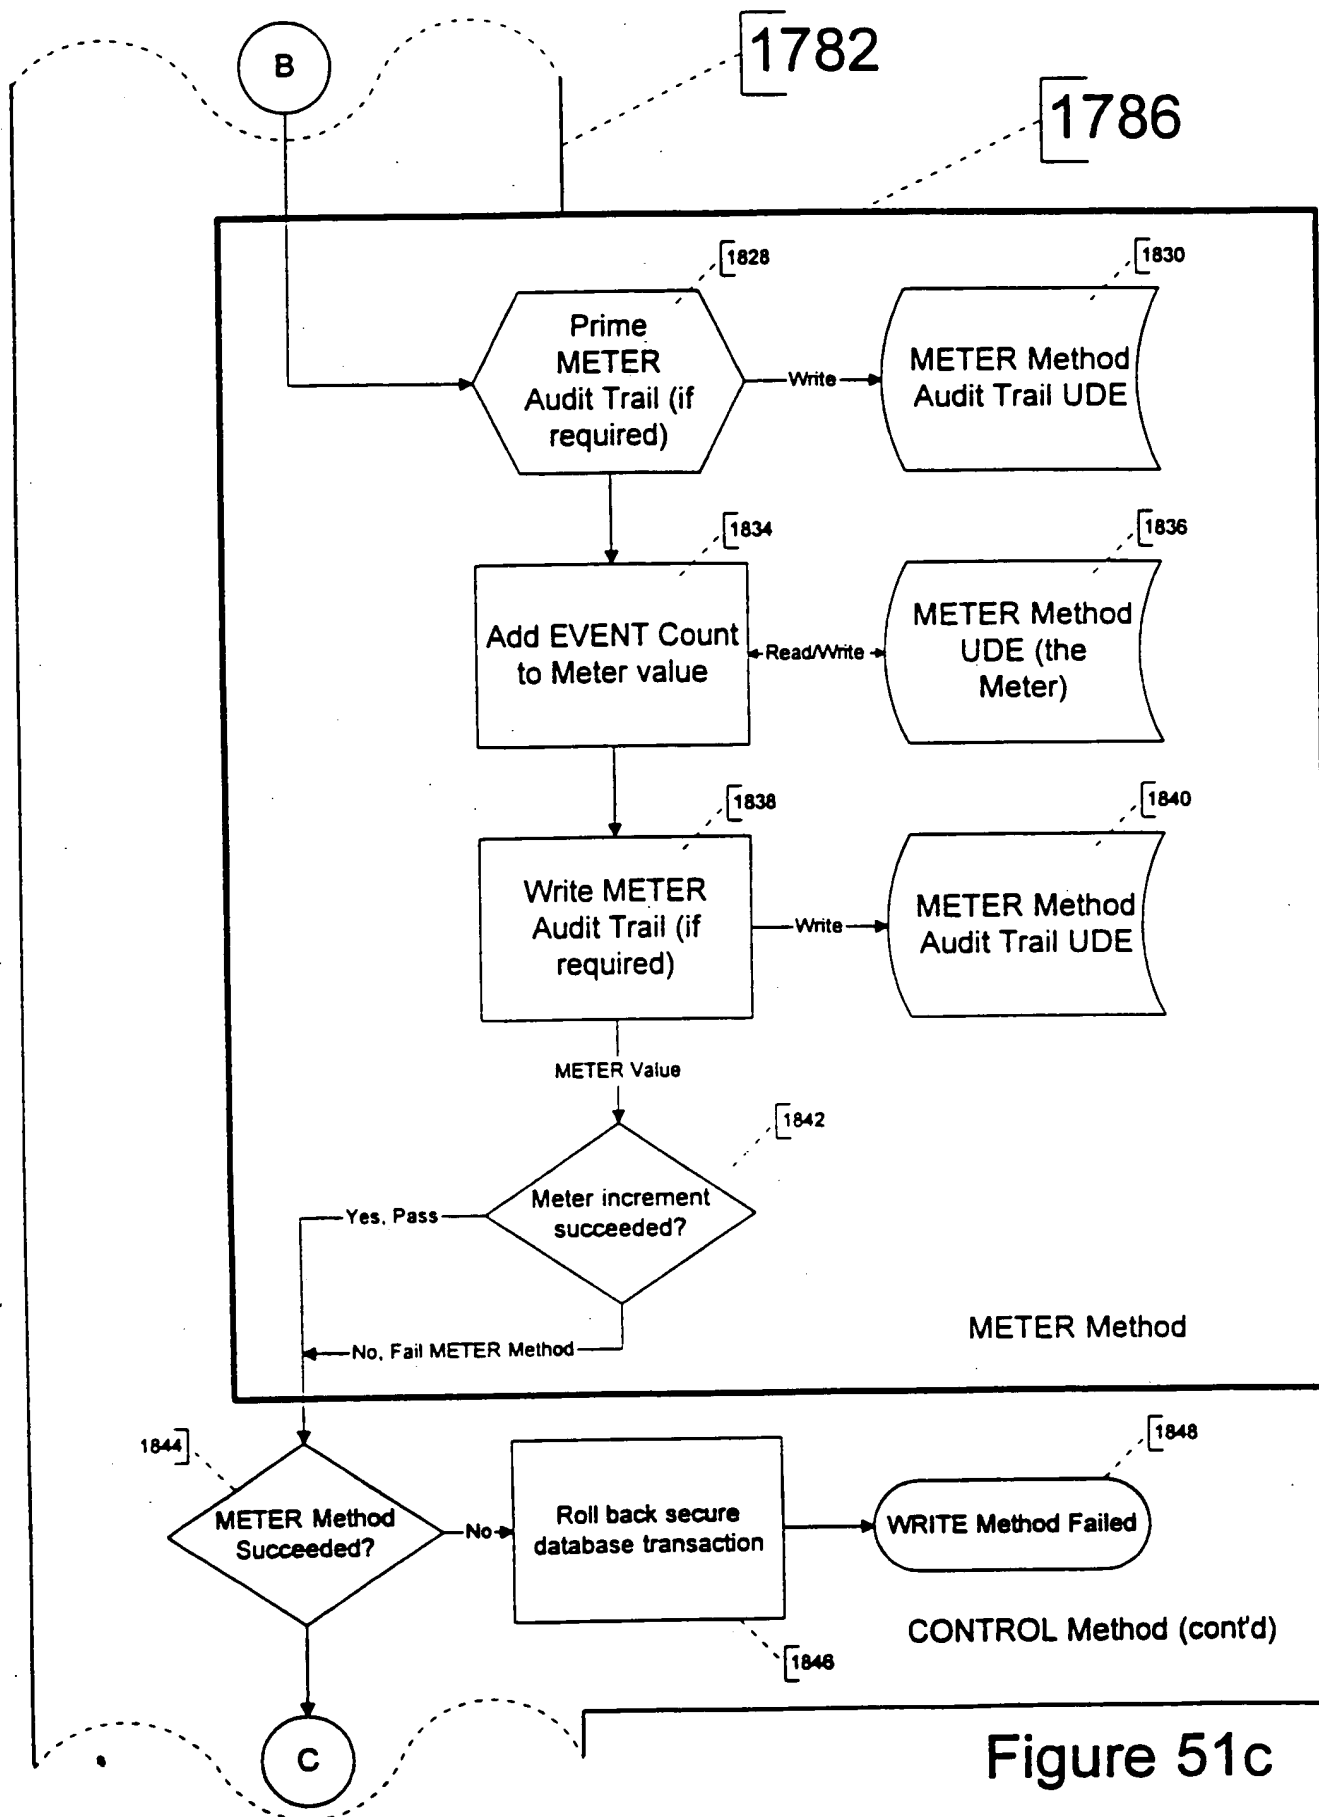 B
1782
1786
1828
Prime
METER
Audit Trail (if
required)
Write
1830
METER Method
Audit Trail UDE
1834
Add EVENT Count
to Meter value
Read/Write
1836
METER Method
UDE (the
Meter)
1838
Write METER
Audit Trail (if
required)
Write
1840
METER Method
Audit Trail UDE
METER Value
1842
Meter increment
succeeded?
Yes, Pass
No, Fail METER Method
METER Method
1844
METER Method
Succeeded?
No
Roll back secure
database transaction
1846
1848
WRITE Method Failed
CONTROL Method (cont'd)
C
Figure 51c